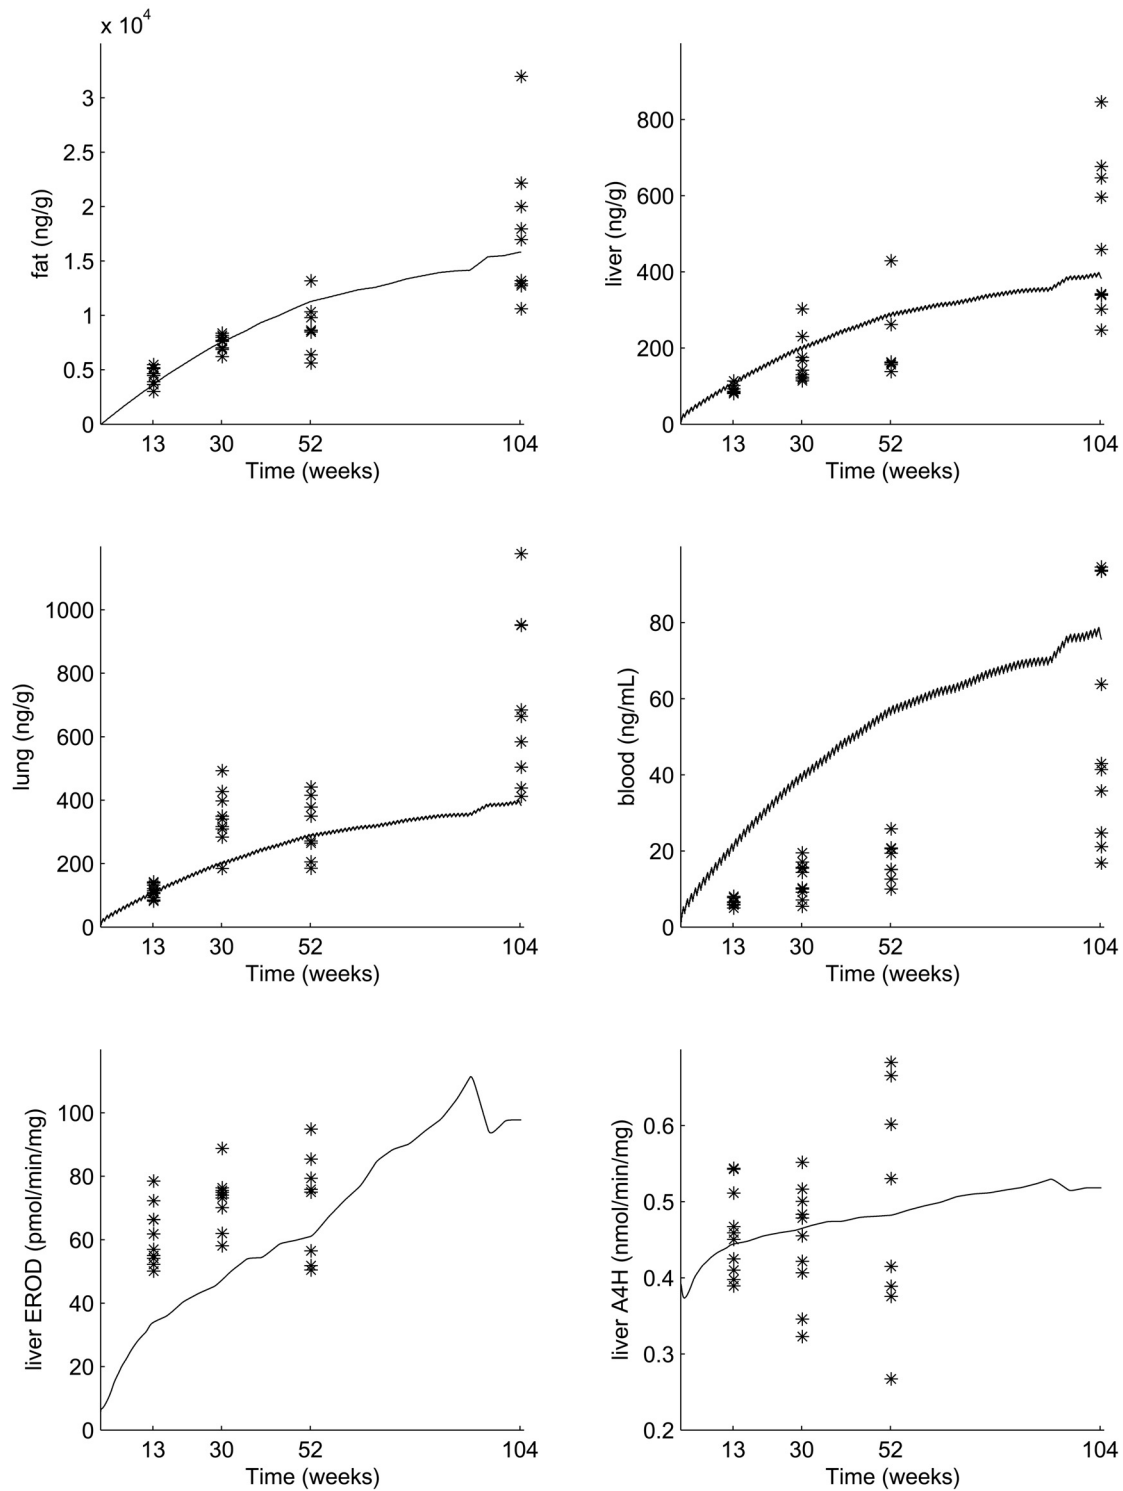 x 10⁴
fat (ng/g)
3
2.5
2
1.5
1
0.5
0
13 30 52 104
Time (weeks)
liver (ng/g)
800
600
400
200
0
13 30 52 104
Time (weeks)
lung (ng/g)
1000
800
600
400
200
0
13 30 52 104
Time (weeks)
blood (ng/mL)
80
60
40
20
0
13 30 52 104
Time (weeks)
liver EROD (pmol/min/mg)
100
80
60
40
20
0
13 30 52 104
Time (weeks)
liver A4H (nmol/min/mg)
0.6
0.5
0.4
0.3
0.2
13 30 52 104
Time (weeks)